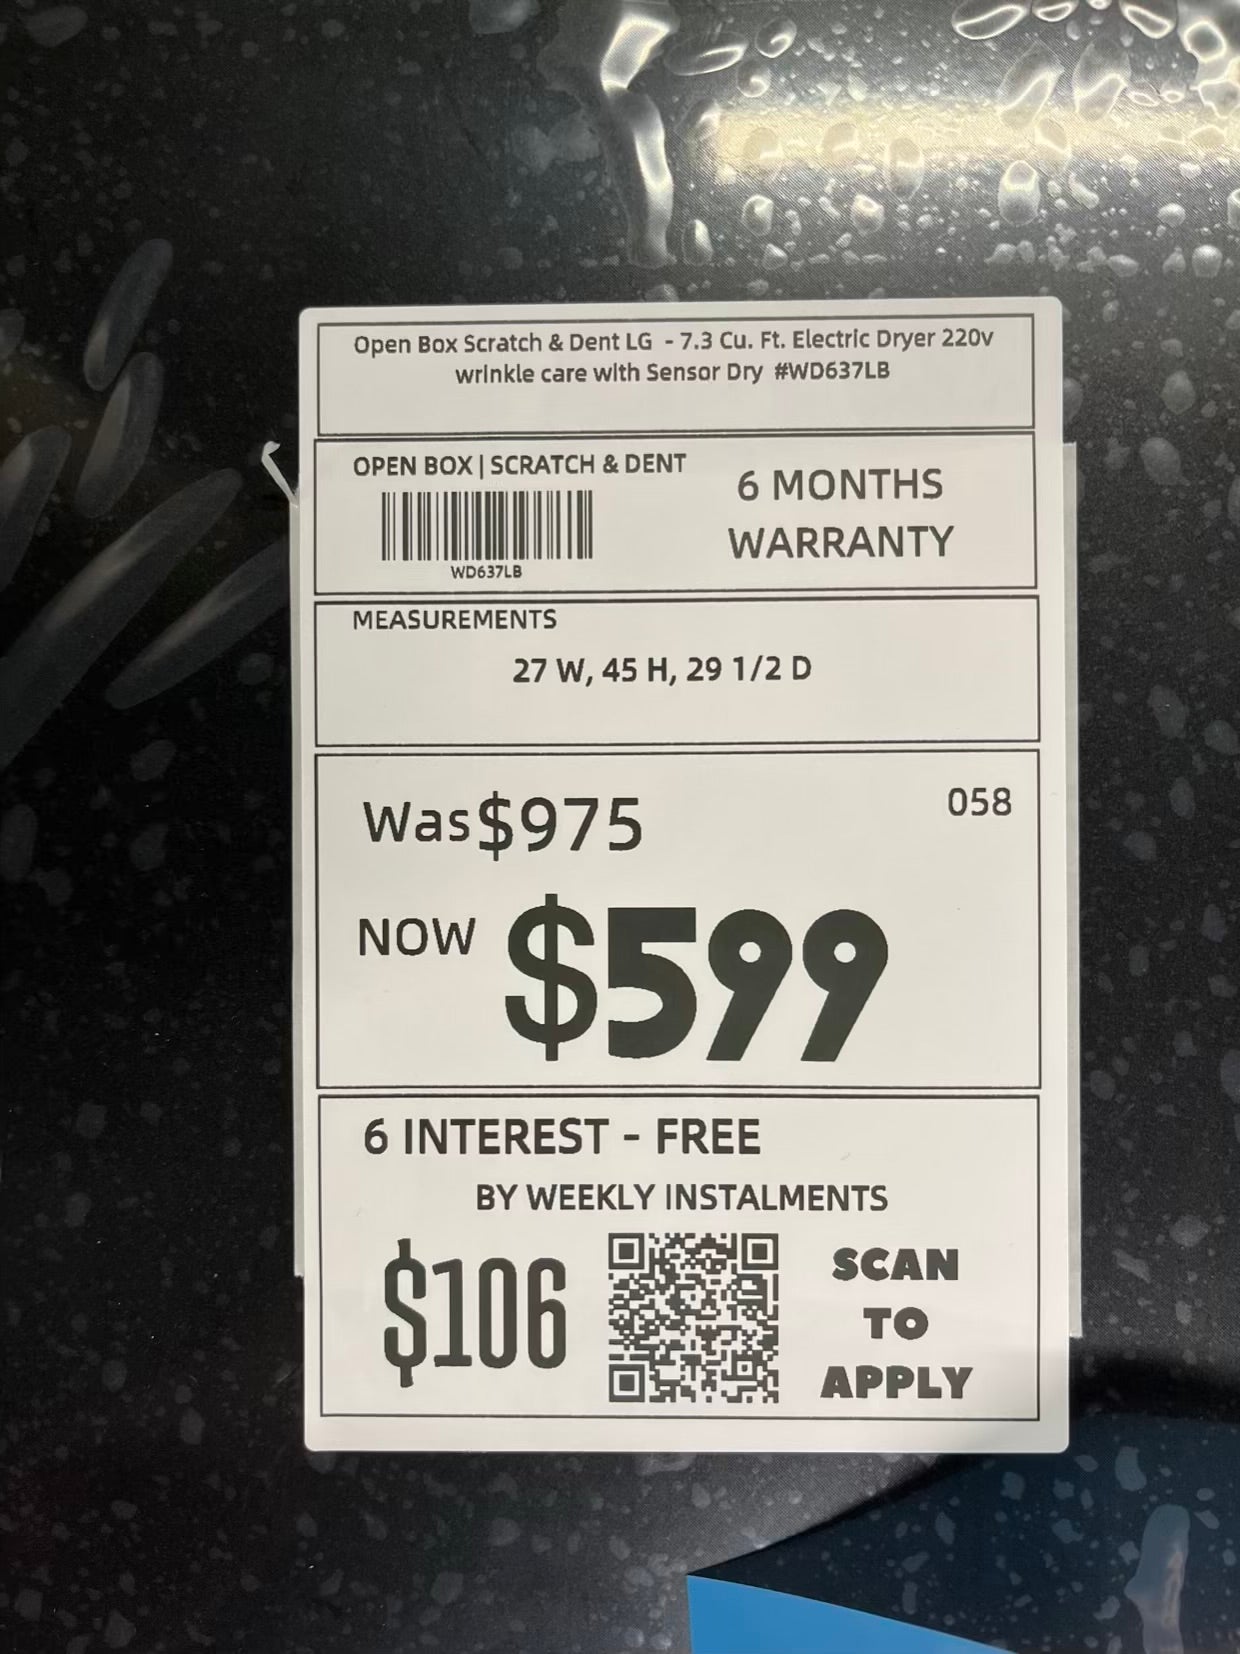 Open Box Scratch & Dent LG - 7.3 Cu. Ft. Electric Dryer 220v
wrinkle care with Sensor Dry #WD637LB
OPEN BOX | SCRATCH & DENT
WD637LB
6 MONTHS
WARRANTY
MEASUREMENTS
27 W, 45 H, 29 1/2 D
Was $975
058
NOW $599
6 INTEREST - FREE
BY WEEKLY INSTALMENTS
$106
SCAN
TO
APPLY